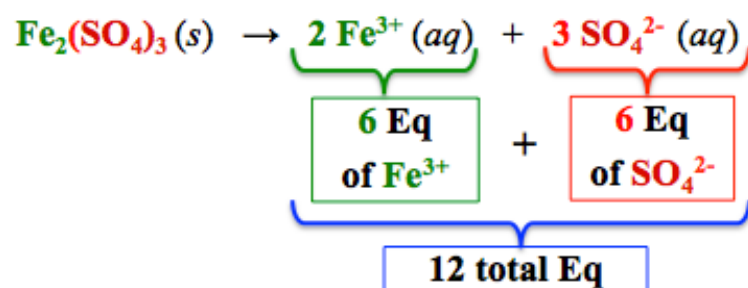 Fe₂(SO₄)₃ (s) → 2 Fe³⁺ (aq) + 3 SO₄²⁻ (aq)
6 Eq + 6 Eq
of Fe³⁺ of SO₄²⁻
12 total Eq